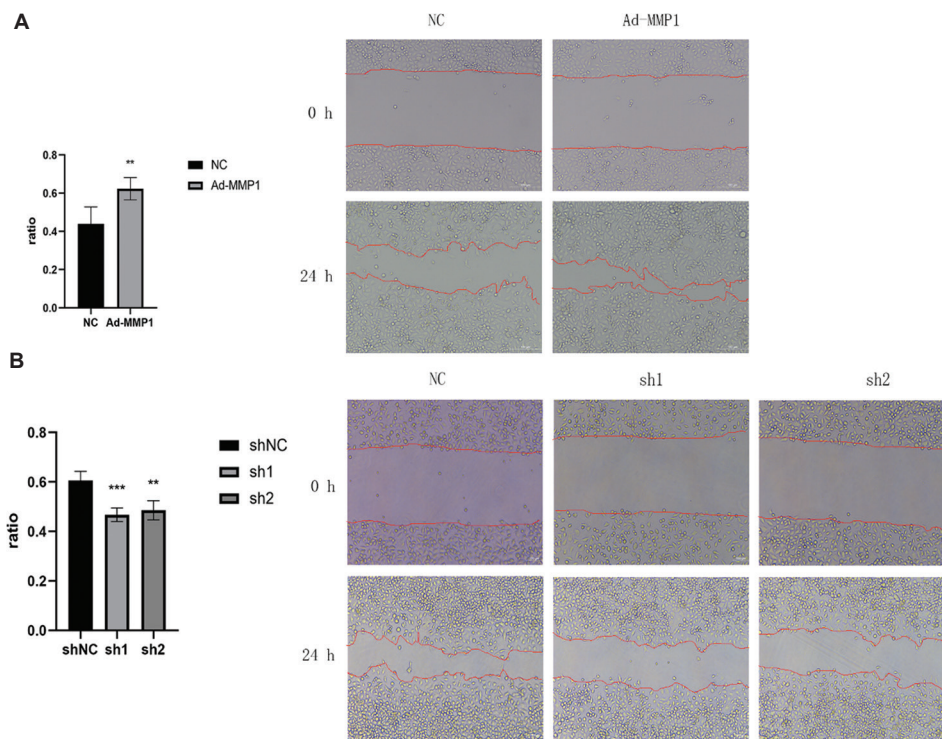 A
NC
Ad-MMP1
0 h
24 h
0.8
0.6
0.4
0.2
0.0
ratio
**
NC
Ad-MMP1
NC
Ad-MMP1
B
NC
sh1
sh2
0 h
24 h
0.8
0.6
0.4
0.2
0.0
ratio
***
**
shNC
sh1
sh2
shNC
sh1
sh2